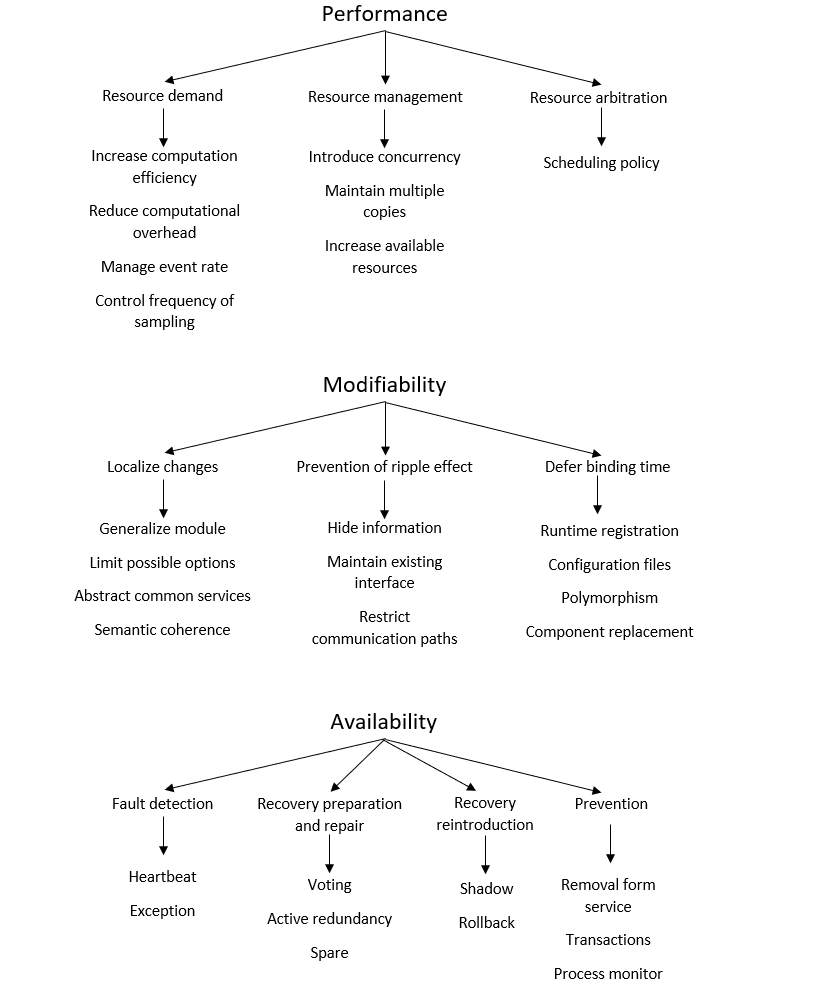 Performance
Resource demand
Increase computation
efficiency
Reduce computational
overhead
Manage event rate
Control frequency of
sampling
Resource management
Introduce concurrency
Maintain multiple
copies
Increase available
resources
Resource arbitration
Scheduling policy
Modifiability
Localize changes
Generalize module
Limit possible options
Abstract common services
Semantic coherence
Prevention of ripple effect
Hide information
Maintain existing
interface
Restrict
communication paths
Defer binding time
Runtime registration
Configuration files
Polymorphism
Component replacement
Availability
Fault detection
Heartbeat
Exception
Recovery preparation
and repair
Voting
Active redundancy
Spare
Recovery
reintroduction
Shadow
Rollback
Prevention
Removal form
service
Transactions
Process monitor